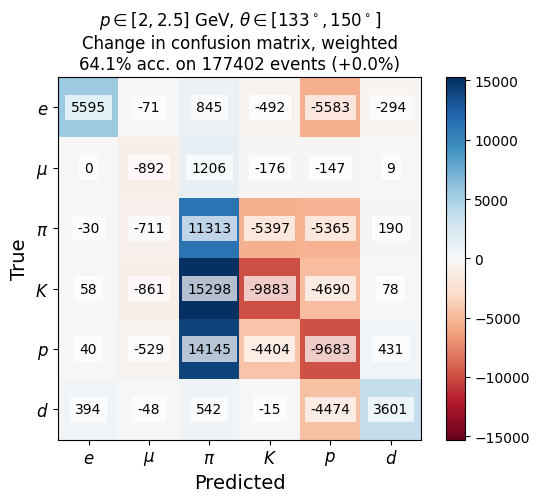 p ∈ [2, 2.5] GeV, θ ∈ [133°, 150°]
Change in confusion matrix, weighted
64.1% acc. on 177402 events (+0.0%)
e 5595 -71 845 -492 -5583 -294
μ 0 -892 1206 -176 -147 9
π -30 -711 11313 -5397 -5365 190
K 58 -861 15298 -9883 -4690 78
p 40 -529 14145 -4404 -9683 431
d 394 -48 542 -15 -4474 3601
e μ π K p d
Predicted
True
15000
10000
5000
0
−5000
−10000
−15000